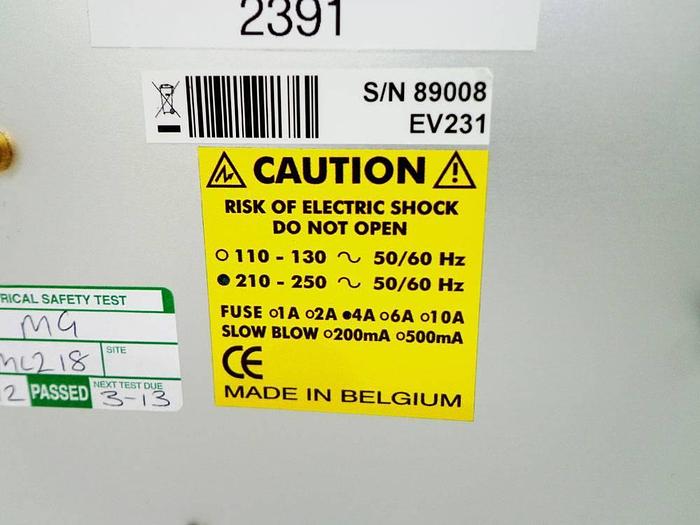 2391
S/N 89008
EV231
CAUTION
RISK OF ELECTRIC SHOCK
DO NOT OPEN
110 - 130 ~ 50/60 Hz
210 - 250 ~ 50/60 Hz
FUSE 1A 2A 4A 6A 10A
SLOW BLOW 200mA 500mA
CE
MADE IN BELGIUM
RICAL SAFETY TEST
MG
SITE
PASSED
NEXT TEST DUE
3-13